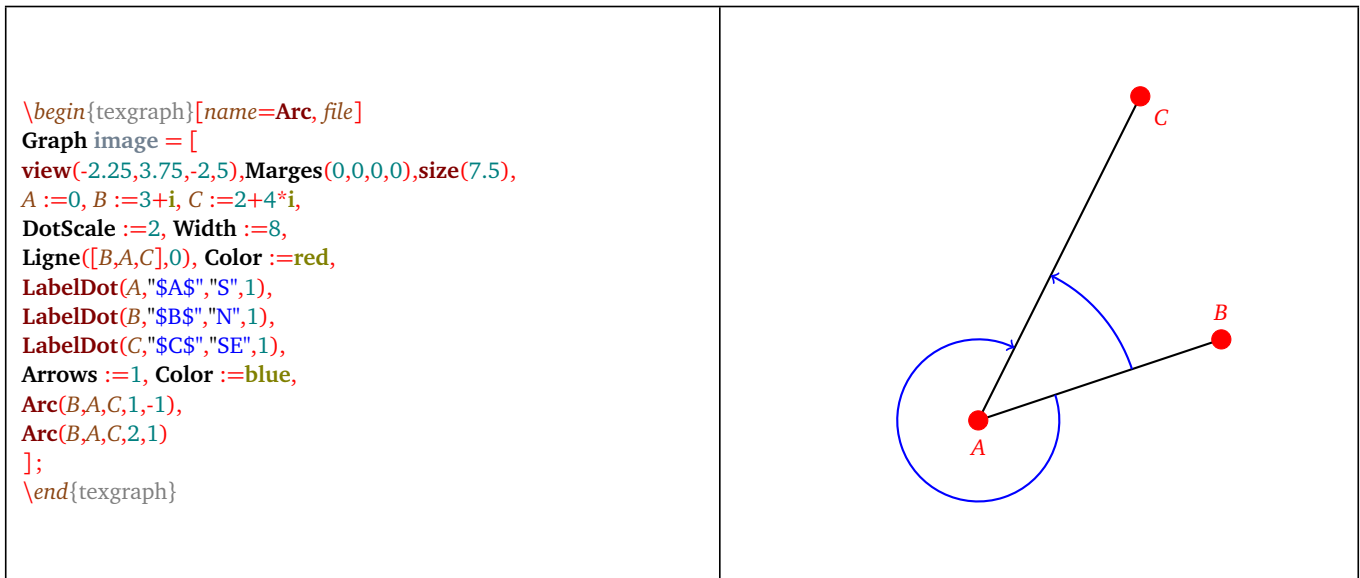 \begin{texgraph}[name=Arc, file]
Graph image = [
view(-2.25,3.75,-2,5),Marges(0,0,0,0),size(7.5),
A :=0, B :=3+i, C :=2+4*i,
DotScale :=2, Width :=8,
Ligne([B,A,C],0), Color :=red,
LabelDot(A,"$A$","S",1),
LabelDot(B,"$B$","N",1),
LabelDot(C,"$C$","SE",1),
Arrows :=1, Color :=blue,
Arc(B,A,C,1,-1),
Arc(B,A,C,2,1)
];
\end{texgraph}
C
B
A